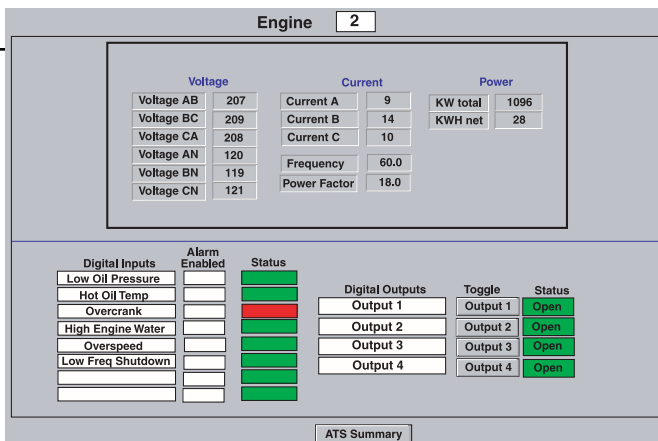 Engine 2
Voltage Current Power
Voltage AB 207 Current A 9 KW total 1096
Voltage BC 209 Current B 14 KWH net 28
Voltage CA 208 Current C 10
Voltage AN 120 Frequency 60.0
Voltage BN 119 Power Factor 18.0
Voltage CN 121
Digital Inputs Alarm Enabled Status
Low Oil Pressure
Hot Oil Temp
Overcrank
High Engine Water
Overspeed
Low Freq Shutdown
Digital Outputs Toggle Status
Output 1 Output 1 Open
Output 2 Output 2 Open
Output 3 Output 3 Open
Output 4 Output 4 Open
ATS Summary